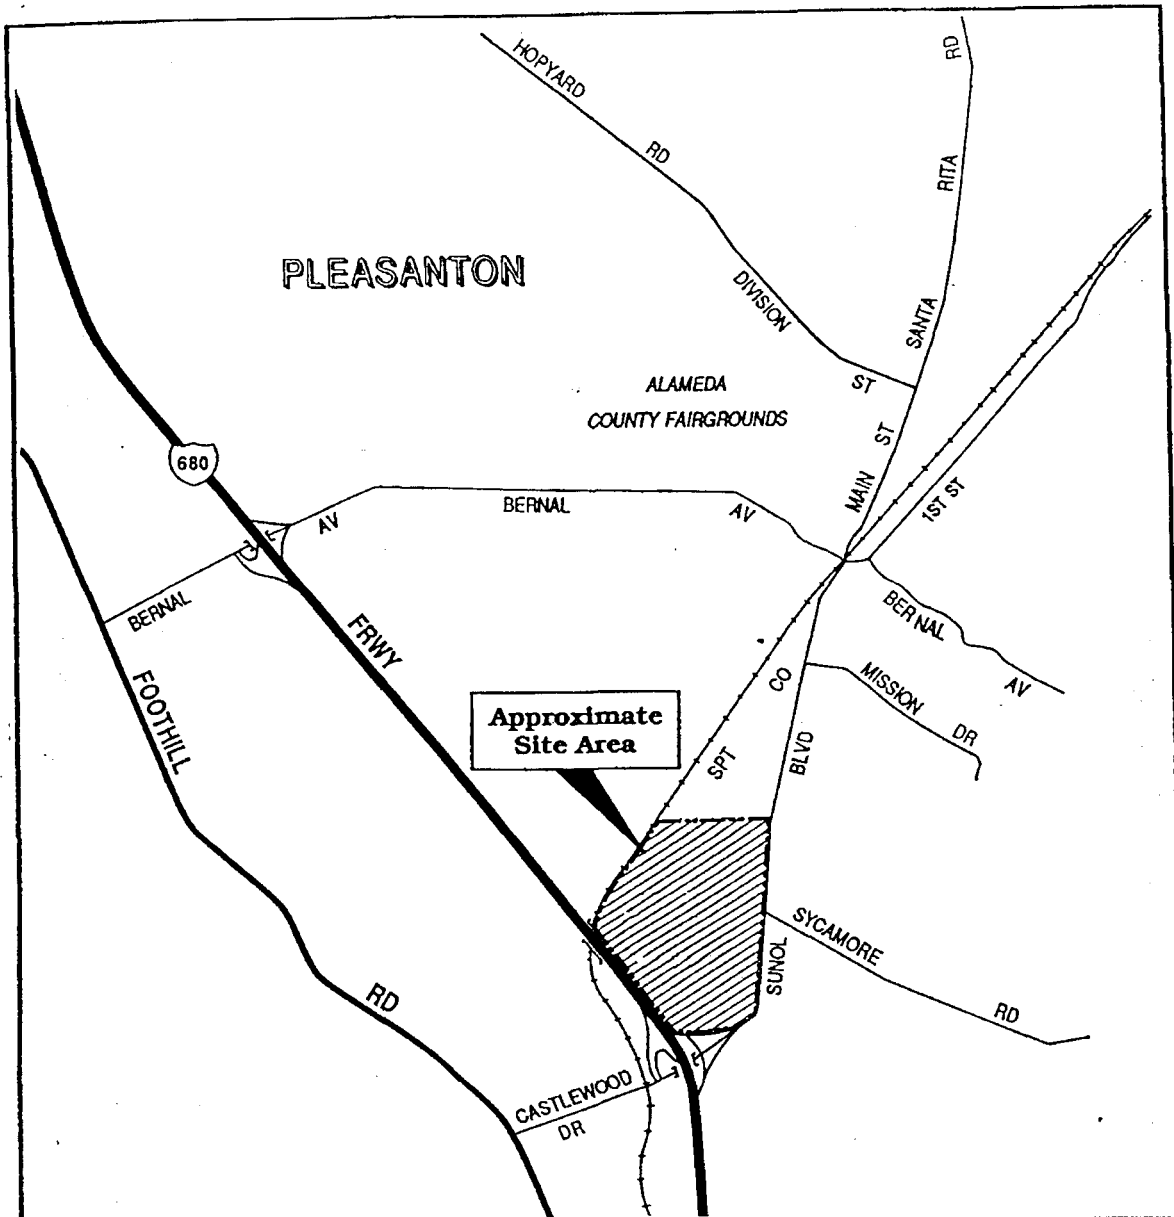 HOPYARD
RD
RD
RITA
SANTA
PLEASANTON
DIVISION
ST
ALAMEDA
COUNTY FAIRGROUNDS
ST
MAIN
1ST ST
680
BERNAL
AV
AV
BERNAL
BERNAL
AV
FRWY
FOOTHILL
MISSION
DR
CO
SPT
BLVD
Approximate
Site Area
SYCAMORE
RD
SUNOL
RD
CASTLEWOOD
DR